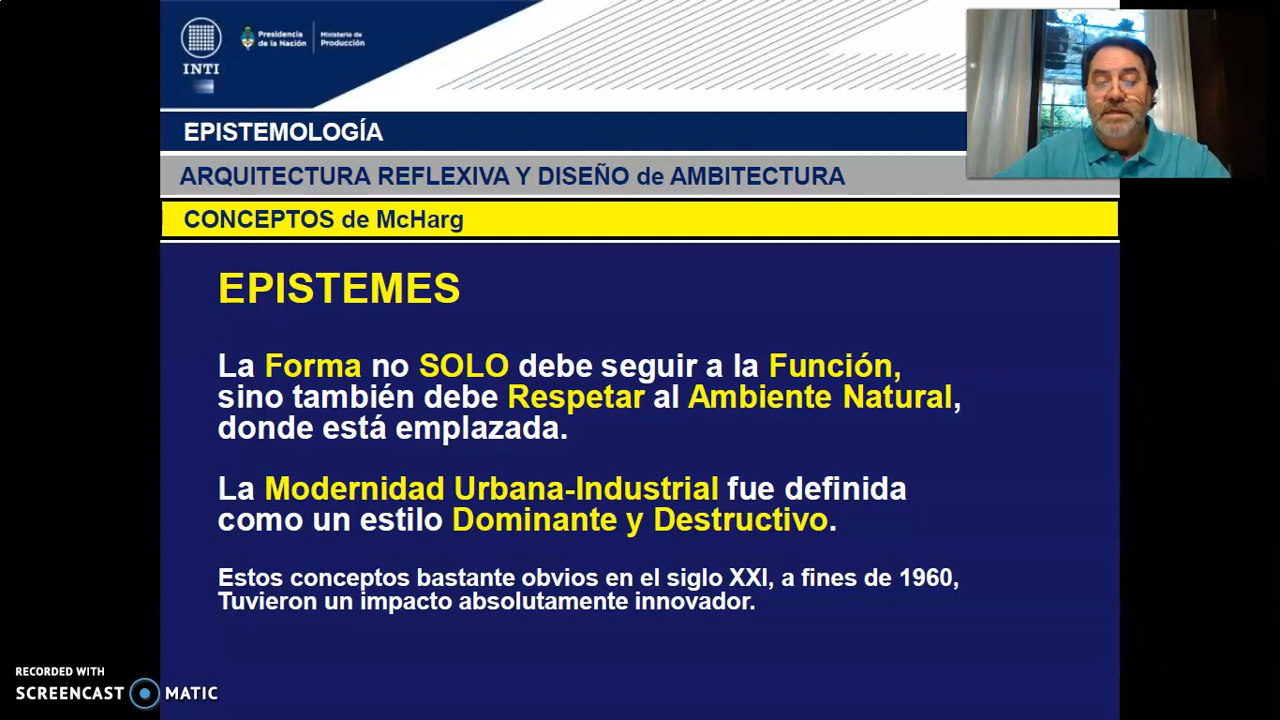 INTI
Presidencia
de la Nación
Ministerio de
Producción
EPISTEMOLOGÍA
ARQUITECTURA REFLEXIVA Y DISEÑO de AMBITECTURA
CONCEPTOS de McHarg
EPISTEMES
La Forma no SOLO debe seguir a la Función,
sino también debe Respetar al Ambiente Natural,
donde está emplazada.
La Modernidad Urbana-Industrial fue definida
como un estilo Dominante y Destructivo.
Estos conceptos bastante obvios en el siglo XXI, a fines de 1960,
Tuvieron un impacto absolutamente innovador.
RECORDED WITH
SCREENCAST MATIC